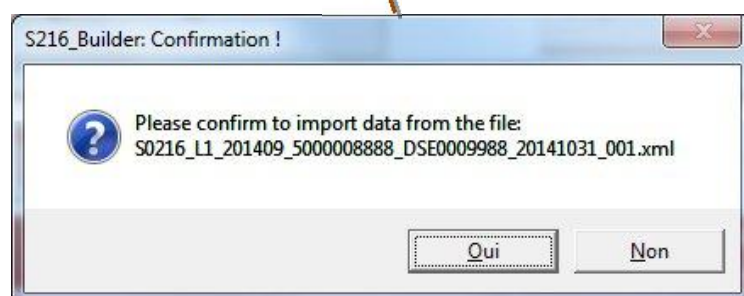 S216_Builder: Confirmation !
Please confirm to import data from the file:
S0216_L1_201409_5000008888_DSE0009988_20141031_001.xml
Oui
Non